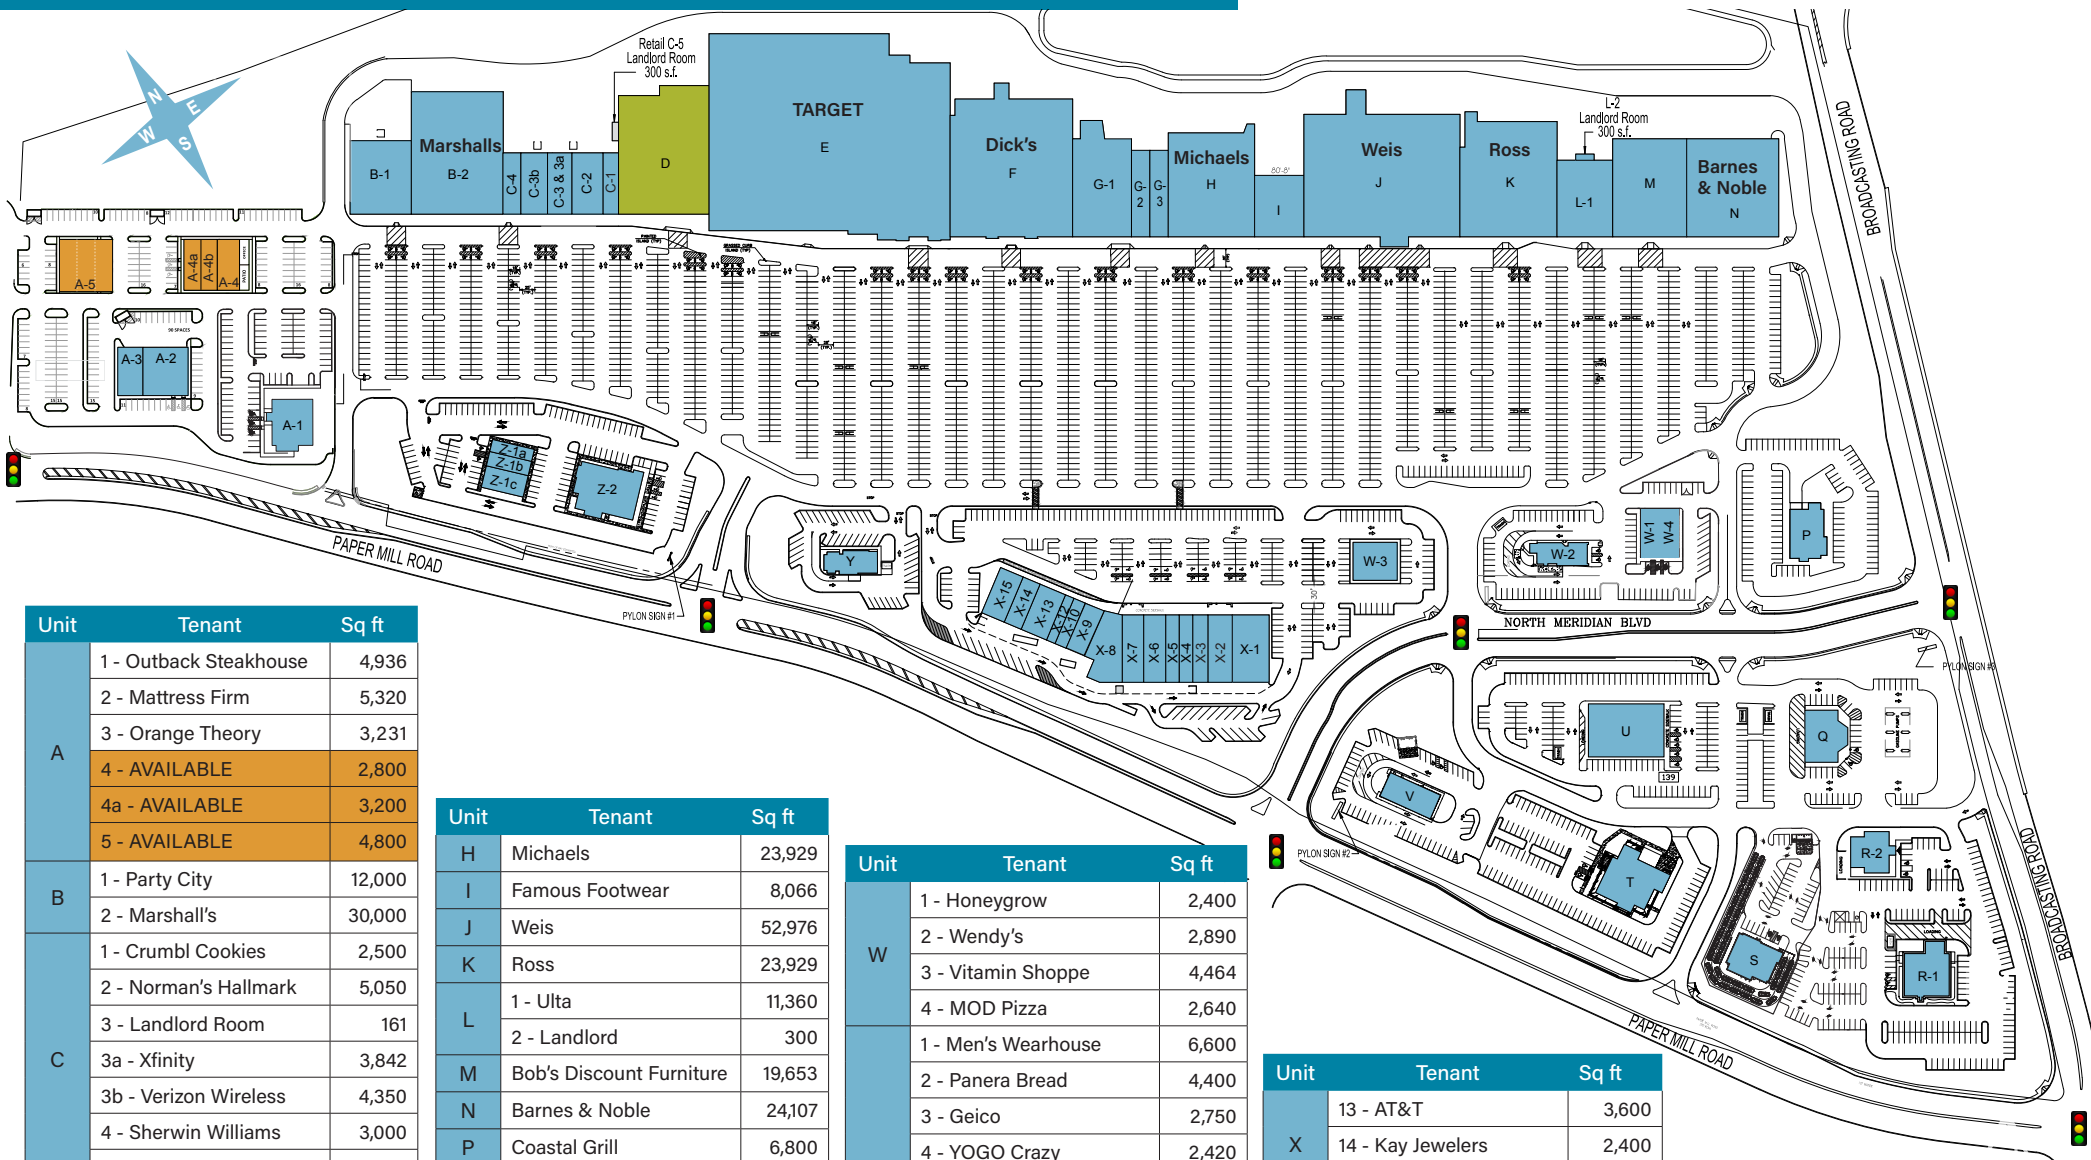 Retail C-5
Landlord Room
300 s.f.
N
E
W
S
TARGET
E
Marshalls
B-1
B-2
C-4
C-3b
C-3 & 3a
C-2
C-1
D
Dick's
F
G-1
G-2
G-3
Michaels
H
80'-8"
I
Weis
J
Ross
K
L-2
Landlord Room
300 s.f.
L-1
M
Barnes
& Noble
N
BROADCASTING ROAD
A-5
A-4a
A-4b
A-4
PATIO
98 SPACES
A-3
A-2
A-1
Z-1a
Z-1b
Z-1c
Z-2
PAPER MILL ROAD
PYLON SIGN #1
Y
X-15
X-14
X-13
X-12
X-10
X-9
X-8
X-7
X-6
X-5
X-4
X-3
X-2
X-1
30'
W-3
W-2
W-1
W-4
P
NORTH MERIDIAN BLVD
PYLON SIGN
U
139
Q
V
PYLON SIGN #2
T
S
R-2
LOADING
R-1
LOADING
BROADCASTING ROAD
PAPER MILL ROAD
Unit Tenant Sq ft
A
1 - Outback Steakhouse 4,936
2 - Mattress Firm 5,320
3 - Orange Theory 3,231
4 - AVAILABLE 2,800
4a - AVAILABLE 3,200
5 - AVAILABLE 4,800
B
1 - Party City 12,000
2 - Marshall's 30,000
C
1 - Crumbl Cookies 2,500
2 - Norman's Hallmark 5,050
3 - Landlord Room 161
3a - Xfinity 3,842
3b - Verizon Wireless 4,350
4 - Sherwin Williams 3,000
Unit Tenant Sq ft
H Michaels 23,929
I Famous Footwear 8,066
J Weis 52,976
K Ross 23,929
L
1 - Ulta 11,360
2 - Landlord 300
M Bob's Discount Furniture 19,653
N Barnes & Noble 24,107
P Coastal Grill 6,800
Unit Tenant Sq ft
W
1 - Honeygrow 2,400
2 - Wendy's 2,890
3 - Vitamin Shoppe 4,464
4 - MOD Pizza 2,640
1 - Men's Wearhouse 6,600
2 - Panera Bread 4,400
3 - Geico 2,750
4 - YOGO Crazy 2,420
Unit Tenant Sq ft
X
13 - AT&T 3,600
14 - Kay Jewelers 2,400